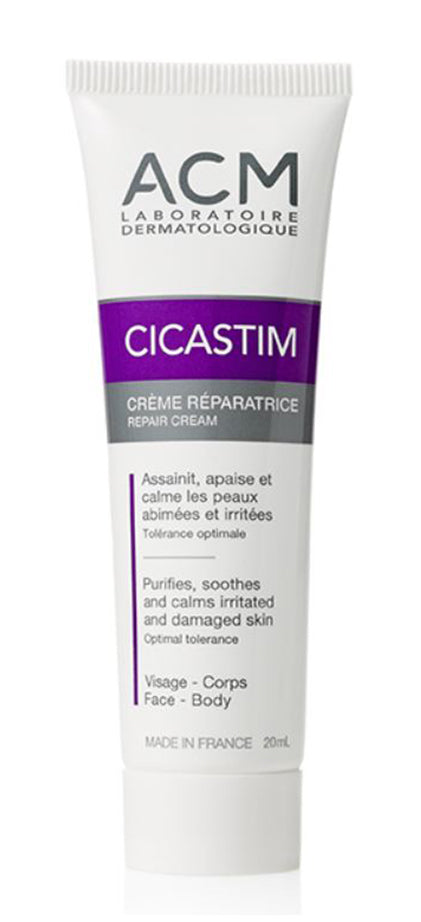 ACM
LABORATOIRE
DERMATOLOGIQUE
CICASTIM
CRÈME RÉPARATRICE
REPAIR CREAM
Assainit, apaise et
calme les peaux
abimées et irritées
Tolérance optimale
Purifies, soothes
and calms irritated
and damaged skin
Optimal tolerance
Visage - Corps
Face - Body
MADE IN FRANCE 20mL